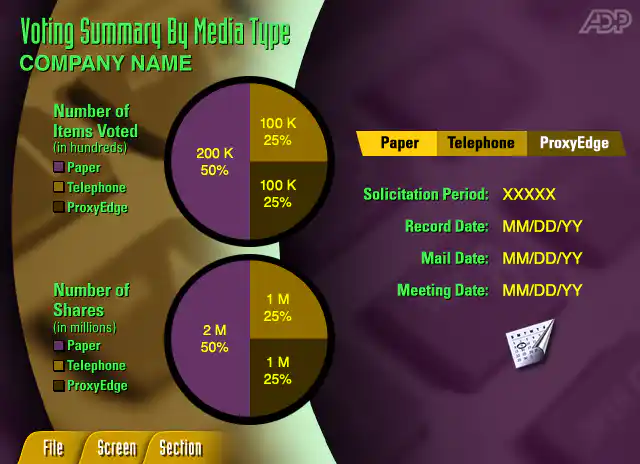 Voting Summary By Media Type
COMPANY NAME
ADP
Number of
Items Voted
(in hundreds)
Paper
Telephone
ProxyEdge
200 K
50%
100 K
25%
100 K
25%
Paper Telephone ProxyEdge
Solicitation Period: XXXXX
Record Date: MM/DD/YY
Mail Date: MM/DD/YY
Meeting Date: MM/DD/YY
Number of
Shares
(in millions)
Paper
Telephone
ProxyEdge
2 M
50%
1 M
25%
1 M
25%
File Screen Section